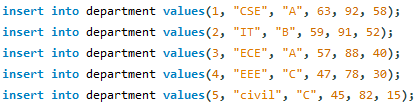 insert into department values(1, "CSE", "A", 63, 92, 58);
insert into department values(2, "IT", "B", 59, 91, 52);
insert into department values(3, "ECE", "A", 57, 88, 40);
insert into department values(4, "EEE", "C", 47, 78, 30);
insert into department values(5, "civil", "C", 45, 82, 15);